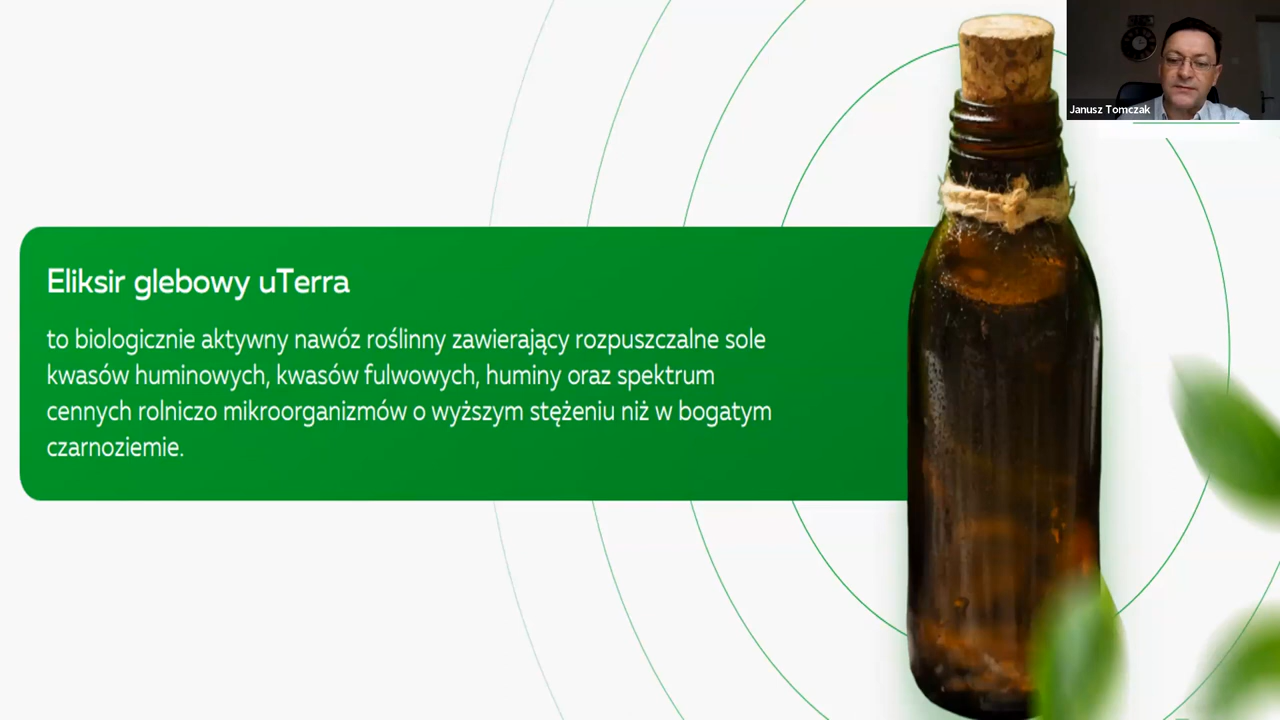 Eliksir glebowy uTerra
to biologicznie aktywny nawóz roślinny zawierający rozpuszczalne sole
kwasów huminowych, kwasów fulwowych, huminy oraz spektrum
cennych rolniczo mikroorganizmów o wyższym stężeniu niż w bogatym
czarnoziemie.
Janusz Tomczak